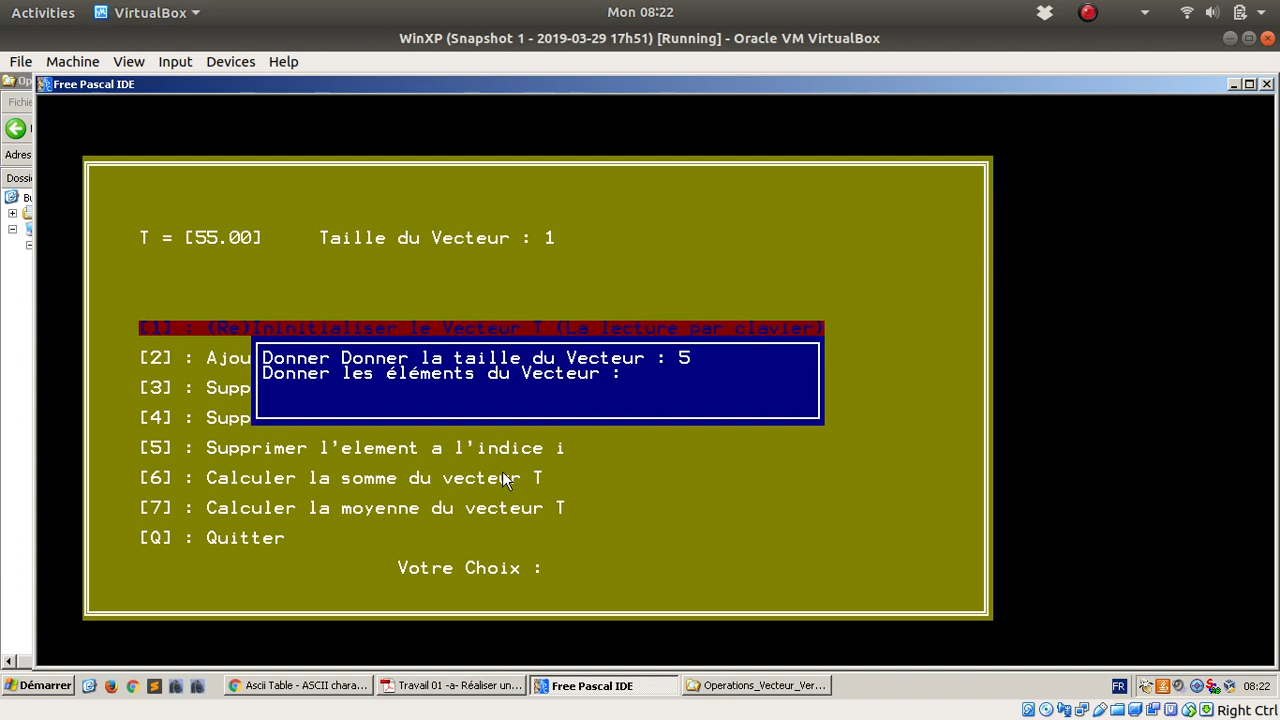 Activities VirtualBox Mon 08:22
WinXP (Snapshot 1 - 2019-03-29 17h51) [Running] - Oracle VM VirtualBox
File Machine View Input Devices Help
Free Pascal IDE
Fichie
Adres
Dossie
T = [55.00] Taille du Vecteur : 1
[1] : (Re)Ininitialiser le Vecteur T (La lecture par clavier)
[2] : Ajou
Donner Donner la taille du Vecteur : 5
Donner les éléments du Vecteur :
[3] : Supp
[4] : Supp
[5] : Supprimer l'element a l'indice i
[6] : Calculer la somme du vecteur T
[7] : Calculer la moyenne du vecteur T
[Q] : Quitter
Votre Choix :
Démarrer Ascii Table - ASCII chara... Travail 01 -a- Réaliser un... Free Pascal IDE Operations_Vecteur_Ver... FR 08:22
Right Ctrl